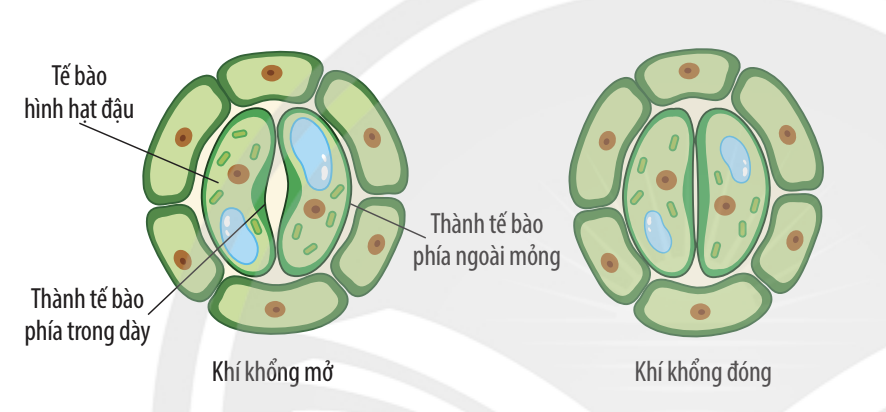 Tế bào
hình hạt đậu
Thành tế bào
phía ngoài mỏng
Thành tế bào
phía trong dày
Khí khổng mở
Khí khổng đóng